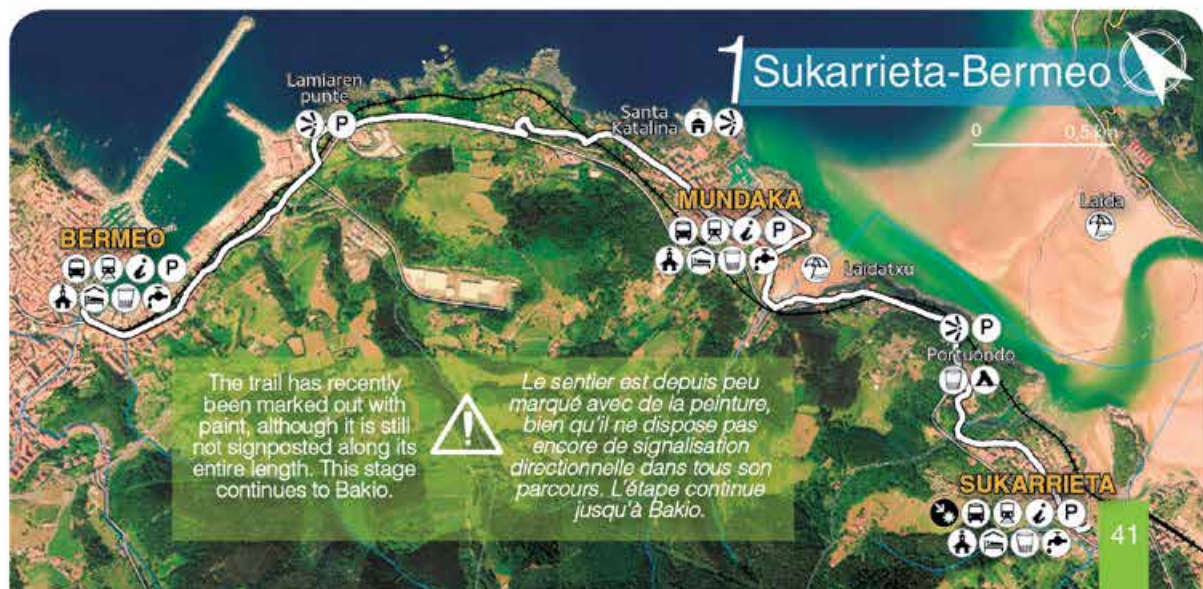 1 Sukarrieta-Bermeo
0 0,5 km
Lamiaren
punte
P
Santa
Katalina
BERMEO
i P
MUNDAKA
i P
Laida
Laidatxu
P
Portuondo
The trail has recently
been marked out with
paint, although it is still
not signposted along its
entire length. This stage
continues to Bakio.
!
Le sentier est depuis peu
marqué avec de la peinture,
bien qu'il ne dispose pas
encore de signalisation
directionnelle dans tous son
parcours. L'étape continue
jusqu'à Bakio.
SUKARRIETA
i P
41